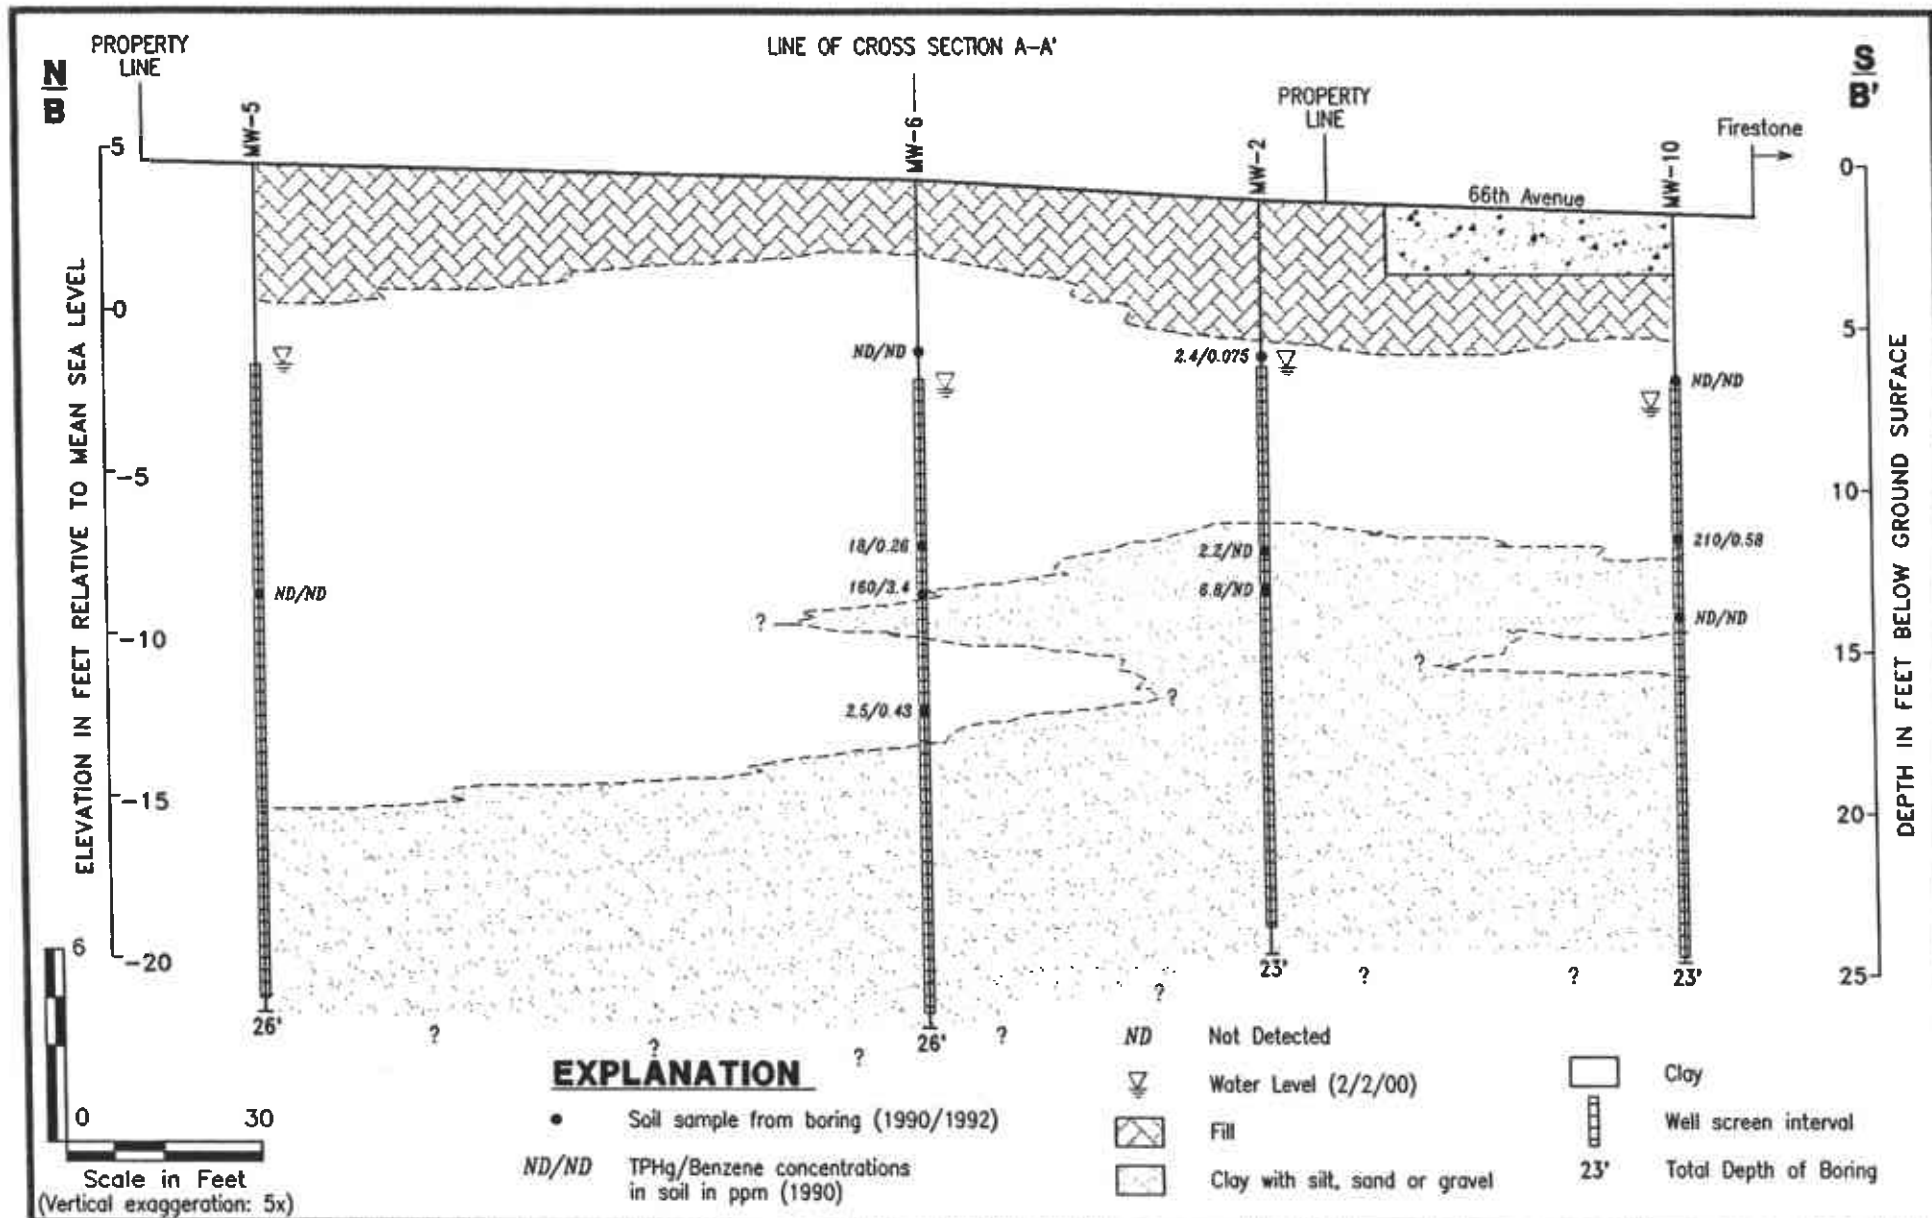 PROPERTY
LINE
LINE OF CROSS SECTION A-A'
N
B
S
B'
PROPERTY
LINE
Firestone
MW-5
MW-6
MW-2
MW-10
66th Avenue
5
0
-5
-10
-15
-20
ELEVATION IN FEET RELATIVE TO MEAN SEA LEVEL
0
5
10
15
20
25
DEPTH IN FEET BELOW GROUND SURFACE
ND/ND
2.4/0.075
ND/ND
18/0.26
2.2/ND
210/0.58
ND/ND
160/3.4
6.8/ND
ND/ND
?
?
?
2.5/0.43
26'
26'
23'
23'
?
?
?
?
?
?
?
6
0
30
Scale in Feet
(Vertical exaggeration: 5x)
EXPLANATION
Soil sample from boring (1990/1992)
ND/ND
TPHg/Benzene concentrations
in soil in ppm (1990)
ND
Not Detected
Water Level (2/2/00)
Fill
Clay with silt, sand or gravel
Clay
Well screen interval
23'
Total Depth of Boring